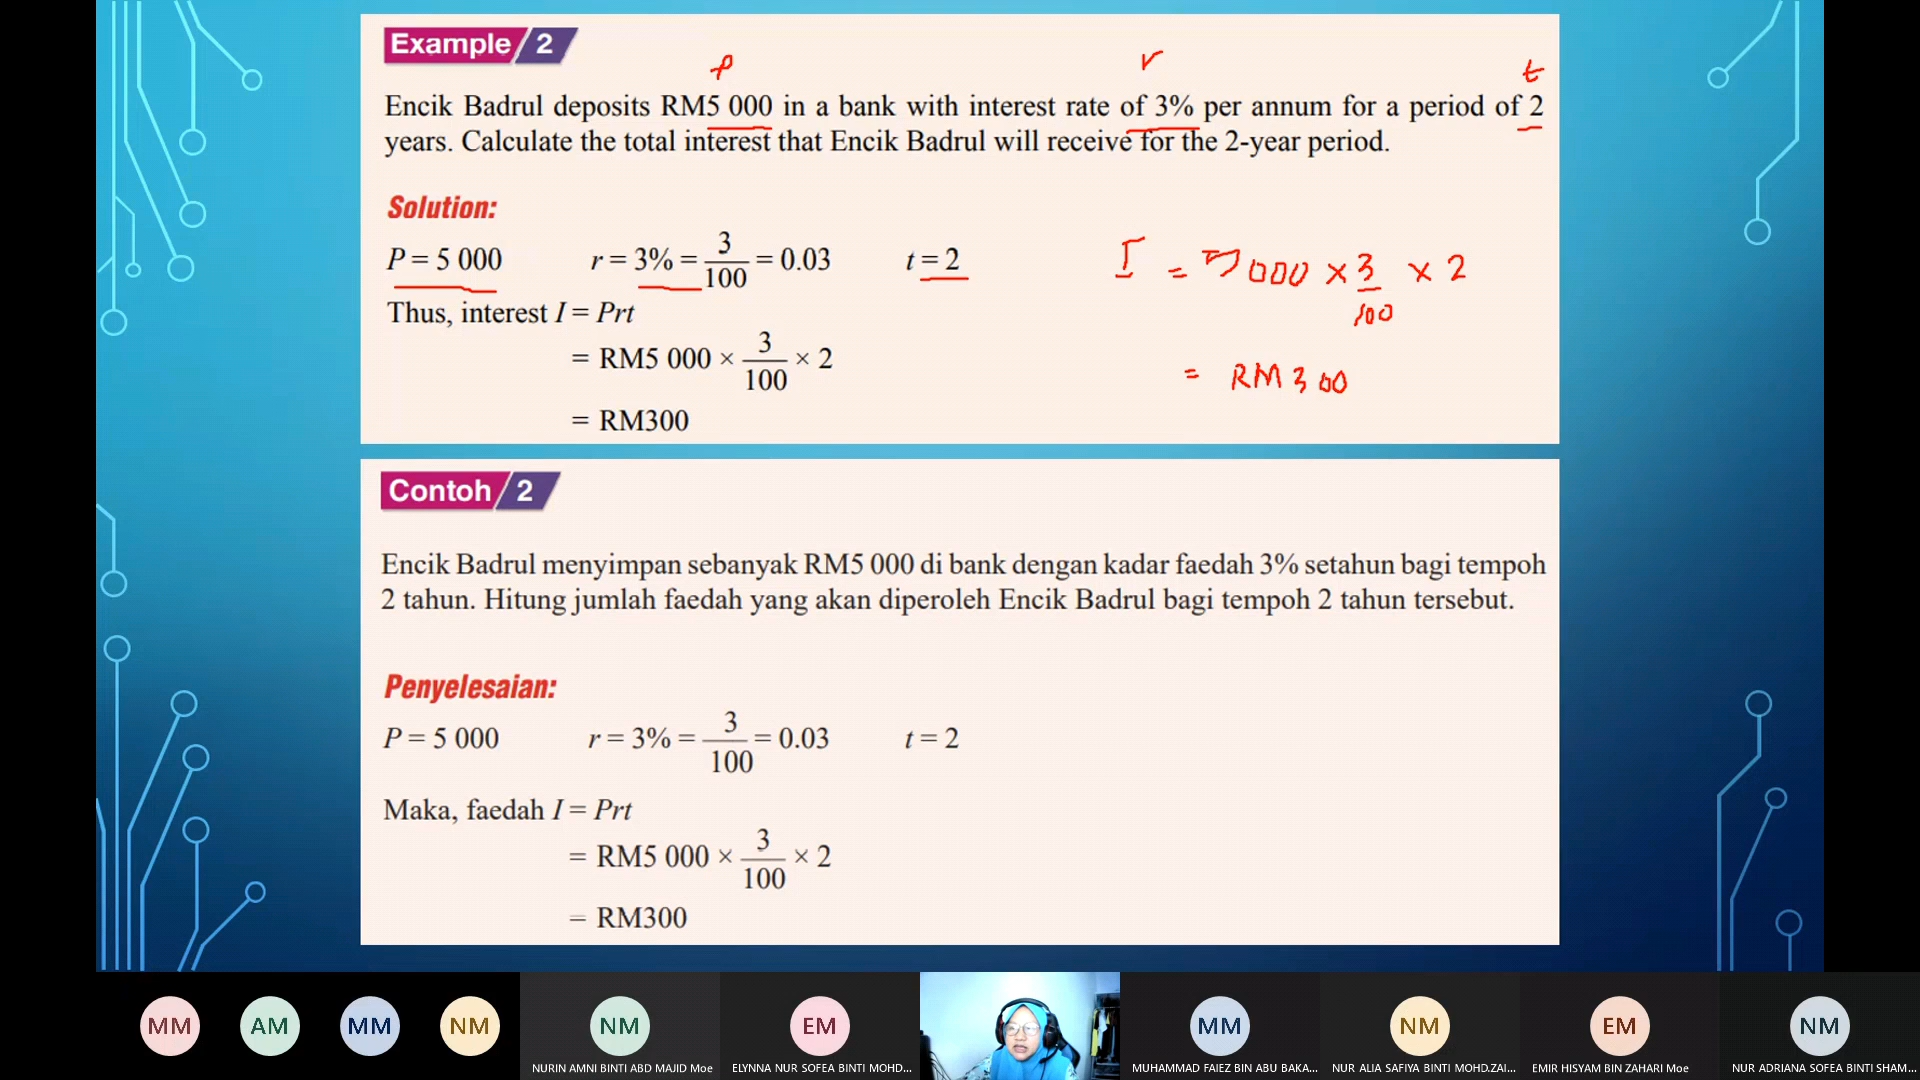 Example 2
p r t
Encik Badrul deposits RM5 000 in a bank with interest rate of 3% per annum for a period of 2
years. Calculate the total interest that Encik Badrul will receive for the 2-year period.
Solution:
P = 5 000 r = 3% = 3/100 = 0.03 t = 2
Thus, interest I = Prt
= RM5 000 × 3/100 × 2
= RM300
I = 5000 × 3/100 × 2
= RM300
Contoh 2
Encik Badrul menyimpan sebanyak RM5 000 di bank dengan kadar faedah 3% setahun bagi tempoh
2 tahun. Hitung jumlah faedah yang akan diperoleh Encik Badrul bagi tempoh 2 tahun tersebut.
Penyelesaian:
P = 5 000 r = 3% = 3/100 = 0.03 t = 2
Maka, faedah I = Prt
= RM5 000 × 3/100 × 2
= RM300
MM AM MM NM NM EM MM NM EM NM
NURIN AMNI BINTI ABD MAJID Moe ELYNNA NUR SOFEA BINTI MOHD... MUHAMMAD FAIEZ BIN ABU BAKA... NUR ALIA SAFIYA BINTI MOHD.ZAI... EMIR HISYAM BIN ZAHARI Moe NUR ADRIANA SOFEA BINTI SHAM...